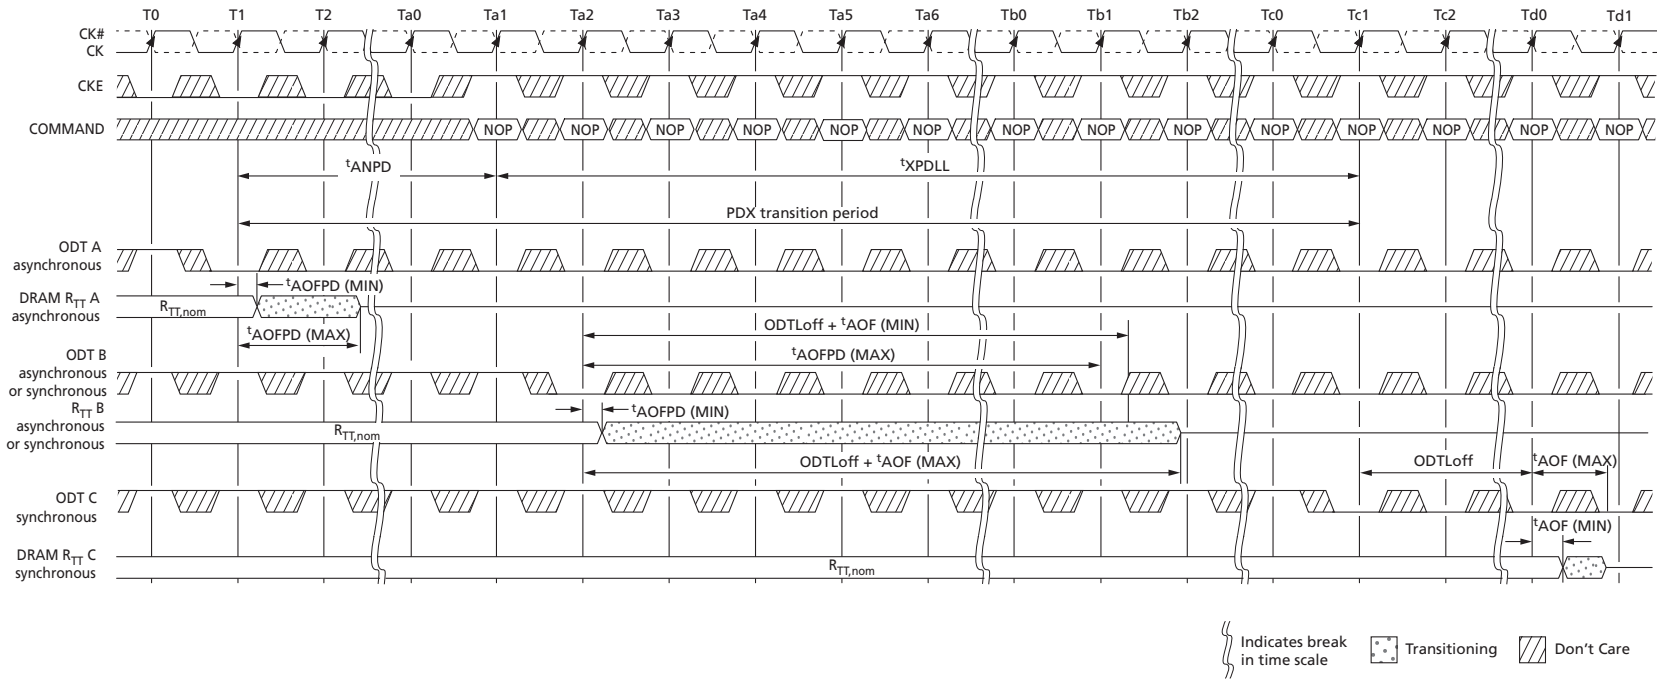 T0 T1 T2 Ta0 Ta1 Ta2 Ta3 Ta4 Ta5 Ta6 Tb0 Tb1 Tb2 Tc0 Tc1 Tc2 Td0 Td1
CK#
CK
CKE
COMMAND NOP NOP NOP NOP NOP NOP NOP NOP NOP NOP NOP NOP NOP NOP
tANPD tXPDLL
PDX transition period
ODT A
asynchronous
tAOFPD (MIN)
DRAM RTT A
asynchronous
RTT,nom
tAOFPD (MAX)
ODTLoff + tAOF (MIN)
tAOFPD (MAX)
ODT B
asynchronous
or synchronous
tAOFPD (MIN)
RTT B
asynchronous
or synchronous
RTT,nom
ODTLoff + tAOF (MAX)
ODTLoff tAOF (MAX)
ODT C
synchronous
tAOF (MIN)
DRAM RTT C
synchronous
RTT,nom
Indicates break
in time scale
Transitioning
Don't Care